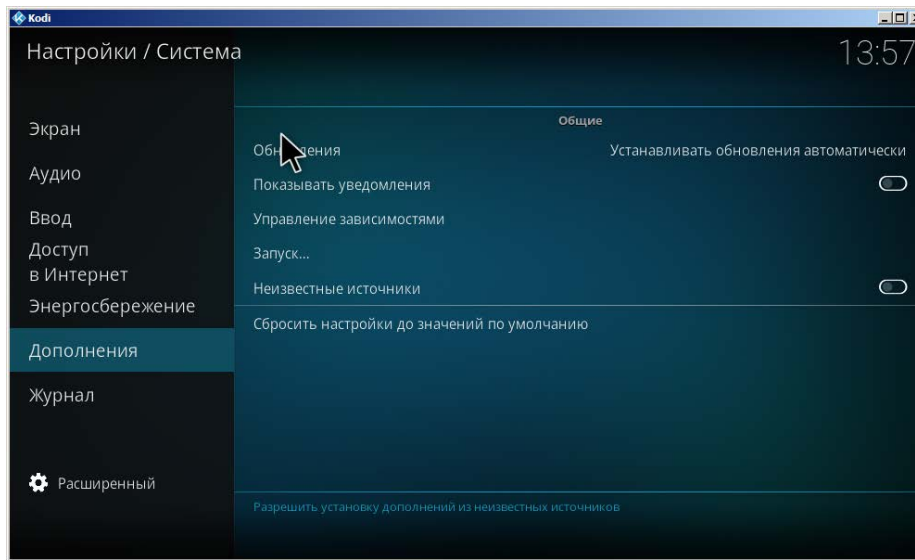 Kodi
Настройки / Система
13:57
Экран
Аудио
Ввод
Доступ
в Интернет
Энергосбережение
Дополнения
Журнал
Расширенный
Общие
Устанавливать обновления автоматически
Показывать уведомления
Управление зависимостями
Запуск...
Неизвестные источники
Сбросить настройки до значений по умолчанию
Разрешить установку дополнений из неизвестных источников